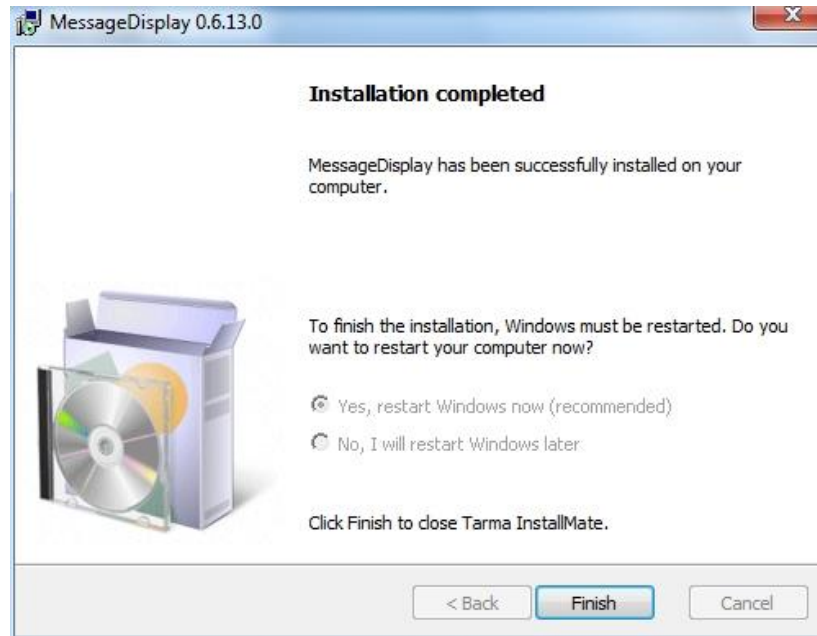 MessageDisplay 0.6.13.0
Installation completed
MessageDisplay has been successfully installed on your
computer.
To finish the installation, Windows must be restarted. Do you
want to restart your computer now?
Yes, restart Windows now (recommended)
No, I will restart Windows later
Click Finish to close Tarma InstallMate.
< Back Finish Cancel